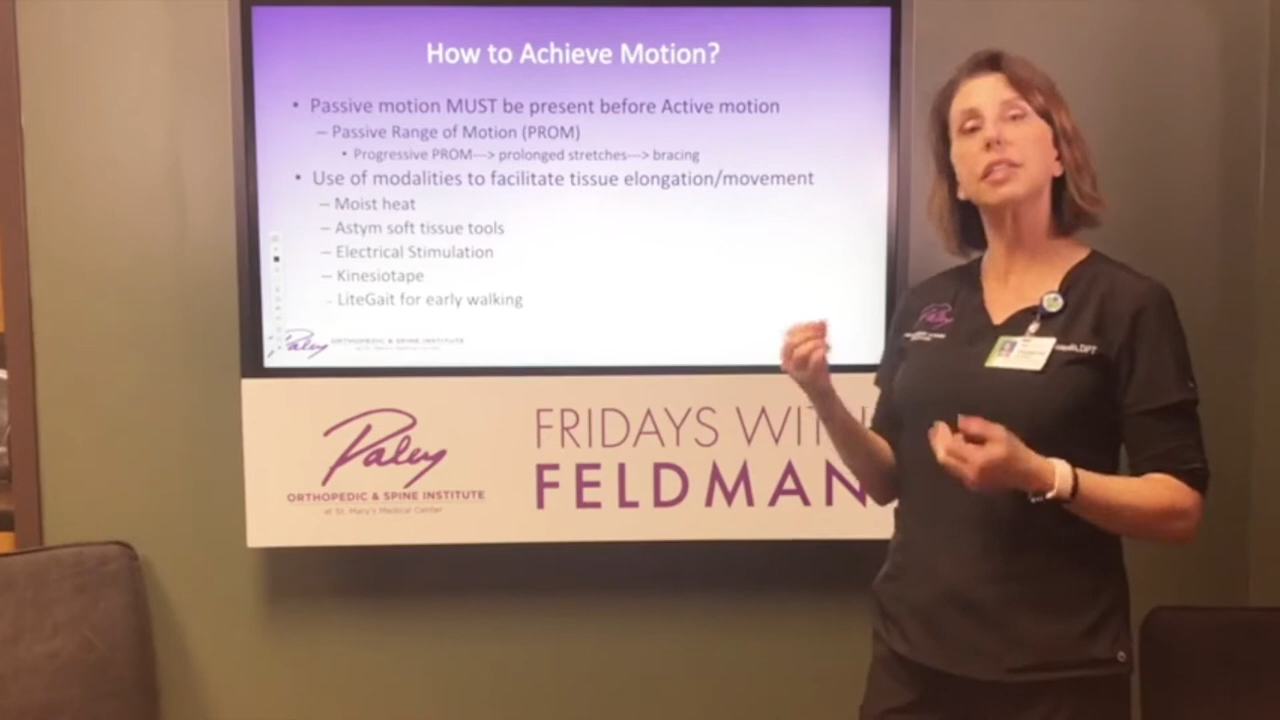 How to Achieve Motion?
• Passive motion MUST be present before Active motion
– Passive Range of Motion (PROM)
• Progressive PROM---> prolonged stretches---> bracing
• Use of modalities to facilitate tissue elongation/movement
– Moist heat
– Astym soft tissue tools
– Electrical Stimulation
– Kinesiotape
- LiteGait for early walking
Paley
ORTHOPEDIC & SPINE INSTITUTE
Paley
ORTHOPEDIC & SPINE INSTITUTE
at St. Mary's Medical Center
FRIDAYS WITH
FELDMAN
Paley
DPT